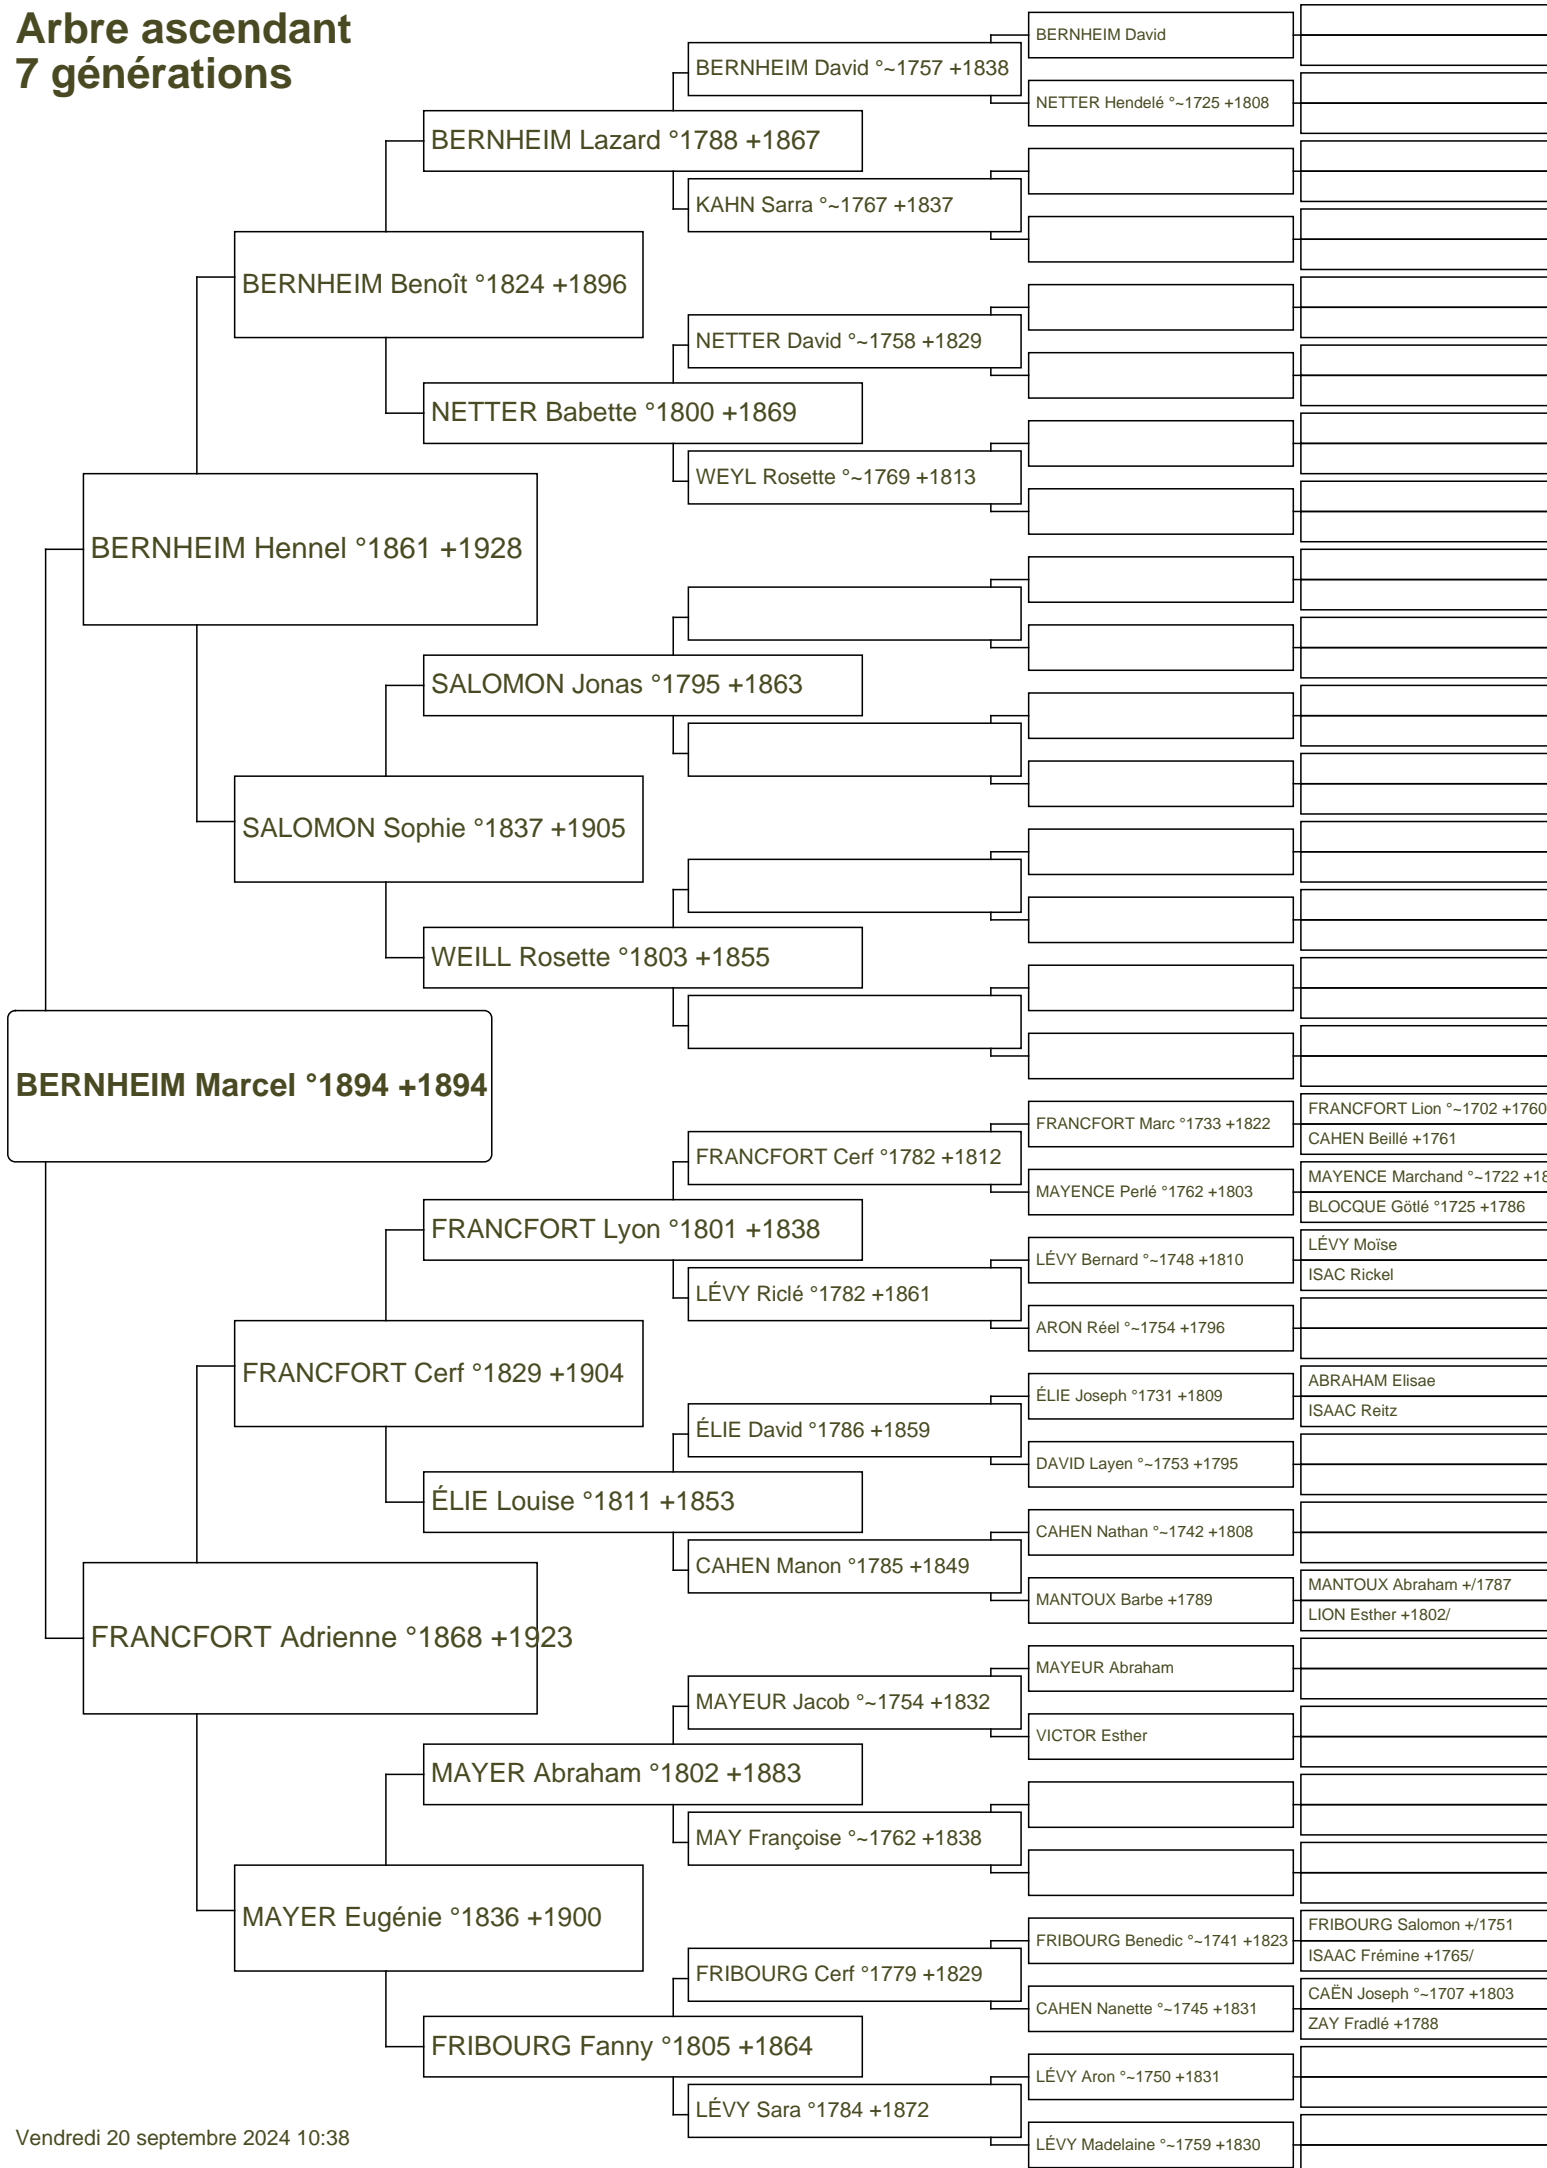 Arbre ascendant
7 générations
BERNHEIM David
BERNHEIM David °~1757 +1838
NETTER Hendelé °~1725 +1808
BERNHEIM Lazard °1788 +1867
KAHN Sarra °~1767 +1837
BERNHEIM Benoît °1824 +1896
NETTER David °~1758 +1829
NETTER Babette °1800 +1869
WEYL Rosette °~1769 +1813
BERNHEIM Hennel °1861 +1928
SALOMON Jonas °1795 +1863
SALOMON Sophie °1837 +1905
WEILL Rosette °1803 +1855
BERNHEIM Marcel °1894 +1894
FRANCFORT Lion °~1702 +1760
FRANCFORT Marc °1733 +1822
CAHEN Beillé +1761
FRANCFORT Cerf °1782 +1812
MAYENCE Marchand °~1722 +18
MAYENCE Perlé °1762 +1803
BLOCQUE Götlé °1725 +1786
FRANCFORT Lyon °1801 +1838
LÉVY Moïse
LÉVY Bernard °~1748 +1810
ISAC Rickel
LÉVY Riclé °1782 +1861
ARON Réel °~1754 +1796
FRANCFORT Cerf °1829 +1904
ABRAHAM Elisae
ÉLIE Joseph °1731 +1809
ISAAC Reitz
ÉLIE David °1786 +1859
DAVID Layen °~1753 +1795
ÉLIE Louise °1811 +1853
CAHEN Nathan °~1742 +1808
CAHEN Manon °1785 +1849
MANTOUX Abraham +/1787
MANTOUX Barbe +1789
LION Esther +1802/
FRANCFORT Adrienne °1868 +1923
MAYEUR Abraham
MAYEUR Jacob °~1754 +1832
VICTOR Esther
MAYER Abraham °1802 +1883
MAY Françoise °~1762 +1838
MAYER Eugénie °1836 +1900
FRIBOURG Salomon +/1751
FRIBOURG Benedic °~1741 +1823
ISAAC Frémine +1765/
FRIBOURG Cerf °1779 +1829
CAËN Joseph °~1707 +1803
CAHEN Nanette °~1745 +1831
ZAY Fradlé +1788
FRIBOURG Fanny °1805 +1864
LÉVY Aron °~1750 +1831
LÉVY Sara °1784 +1872
LÉVY Madelaine °~1759 +1830
Vendredi 20 septembre 2024 10:38